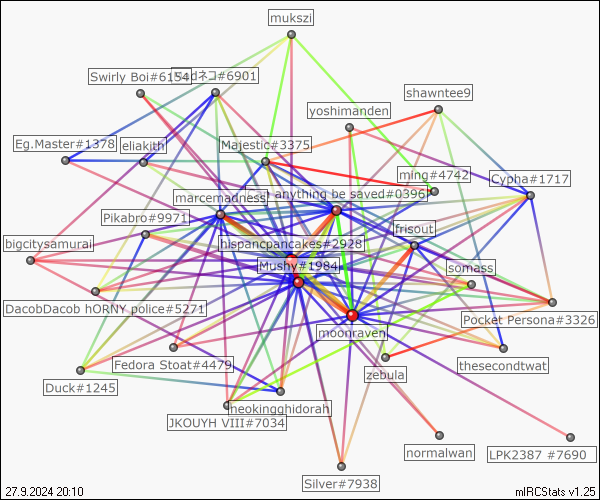 mukszi
Swirly Boi#6154
ドネコ#6901
shawntee9
yoshimanden
Eg.Master#1378
eliakith
Majestic#3375
ming#4742
Cypha#1717
marcemadness
anything be saved#0396
Pikabro#9971
frisout
bigcitysamurai
hispancpancakes#2928
Mushy#1984
somass
DacobDacob hORNY police#5271
Pocket Persona#3326
moonraven
Fedora Stoat#4479
zebula
thesecondtwat
Duck#1245
neokingghidorah
JKOUYH VIII#7034
normalwan
LPK2387 #7690
Silver#7938
27.9.2024 20:10
mIRCStats v1.25